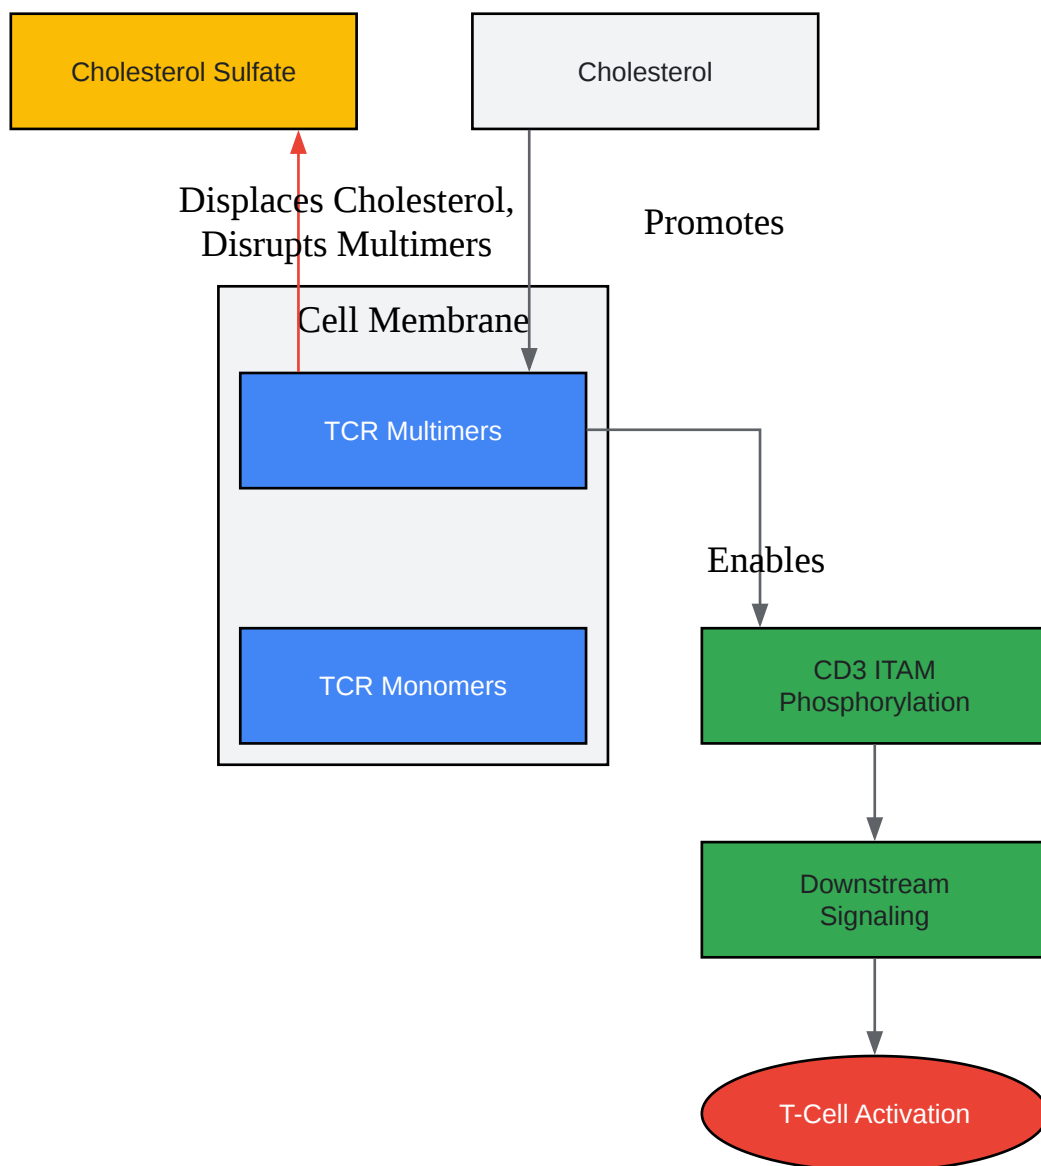 Cholesterol Sulfate
Cholesterol
Displaces Cholesterol,
Disrupts Multimers
Promotes
Cell Membrane
TCR Multimers
Enables
TCR Monomers
CD3 ITAM
Phosphorylation
Downstream
Signaling
T-Cell Activation